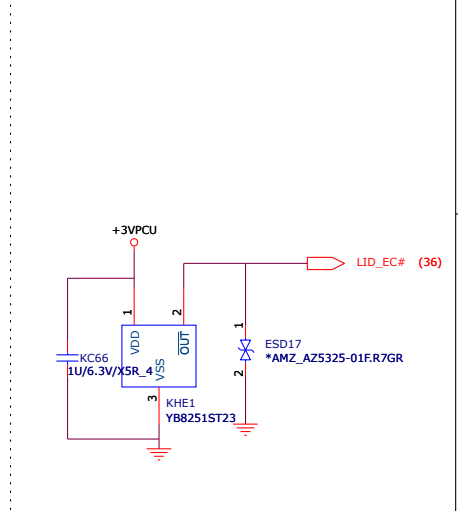 +3VPCU
LID_EC# (36)
1
2
VDD
OUT
VSS
3
KC66
1U/6.3V/X5R_4
KHE1
YB8251ST23
1
ESD17
*AMZ_AZ5325-01F.R7GR
2